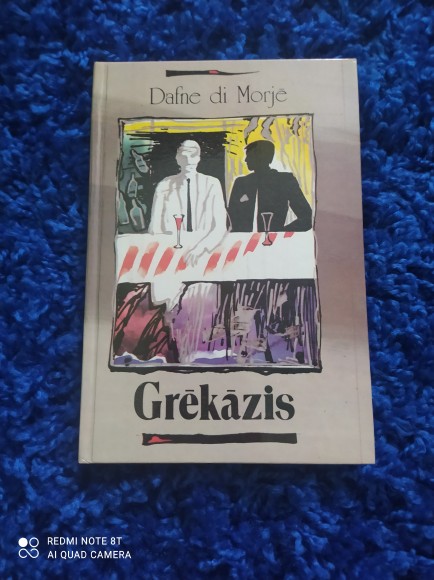 Dafne di Morjē
Grēkāzis
REDMI NOTE 8T
AI QUAD CAMERA